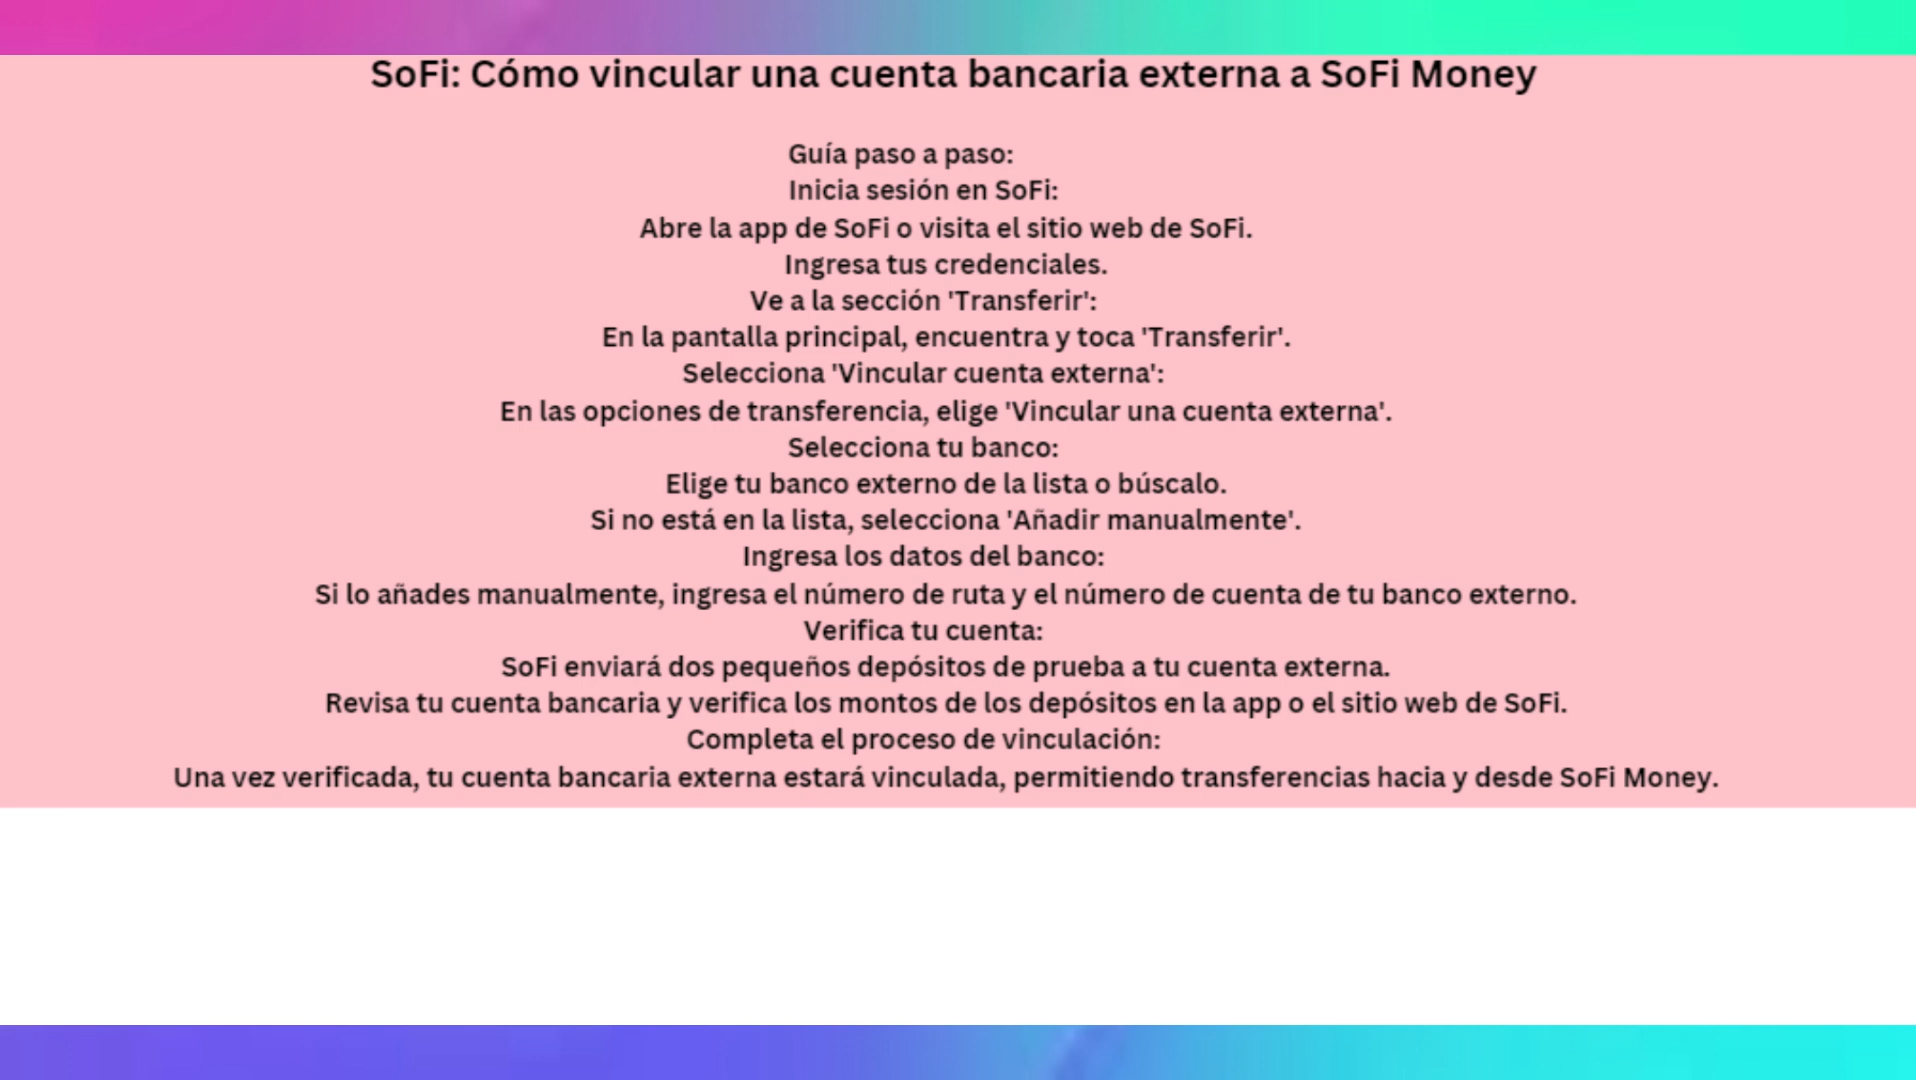 SoFi: Cómo vincular una cuenta bancaria externa a SoFi Money
Guía paso a paso:
Inicia sesión en SoFi:
Abre la app de SoFi o visita el sitio web de SoFi.
Ingresa tus credenciales.
Ve a la sección 'Transferir':
En la pantalla principal, encuentra y toca 'Transferir'.
Selecciona 'Vincular cuenta externa':
En las opciones de transferencia, elige 'Vincular una cuenta externa'.
Selecciona tu banco:
Elige tu banco externo de la lista o búscalo.
Si no está en la lista, selecciona 'Añadir manualmente'.
Ingresa los datos del banco:
Si lo añades manualmente, ingresa el número de ruta y el número de cuenta de tu banco externo.
Verifica tu cuenta:
SoFi enviará dos pequeños depósitos de prueba a tu cuenta externa.
Revisa tu cuenta bancaria y verifica los montos de los depósitos en la app o el sitio web de SoFi.
Completa el proceso de vinculación:
Una vez verificada, tu cuenta bancaria externa estará vinculada, permitiendo transferencias hacia y desde SoFi Money.